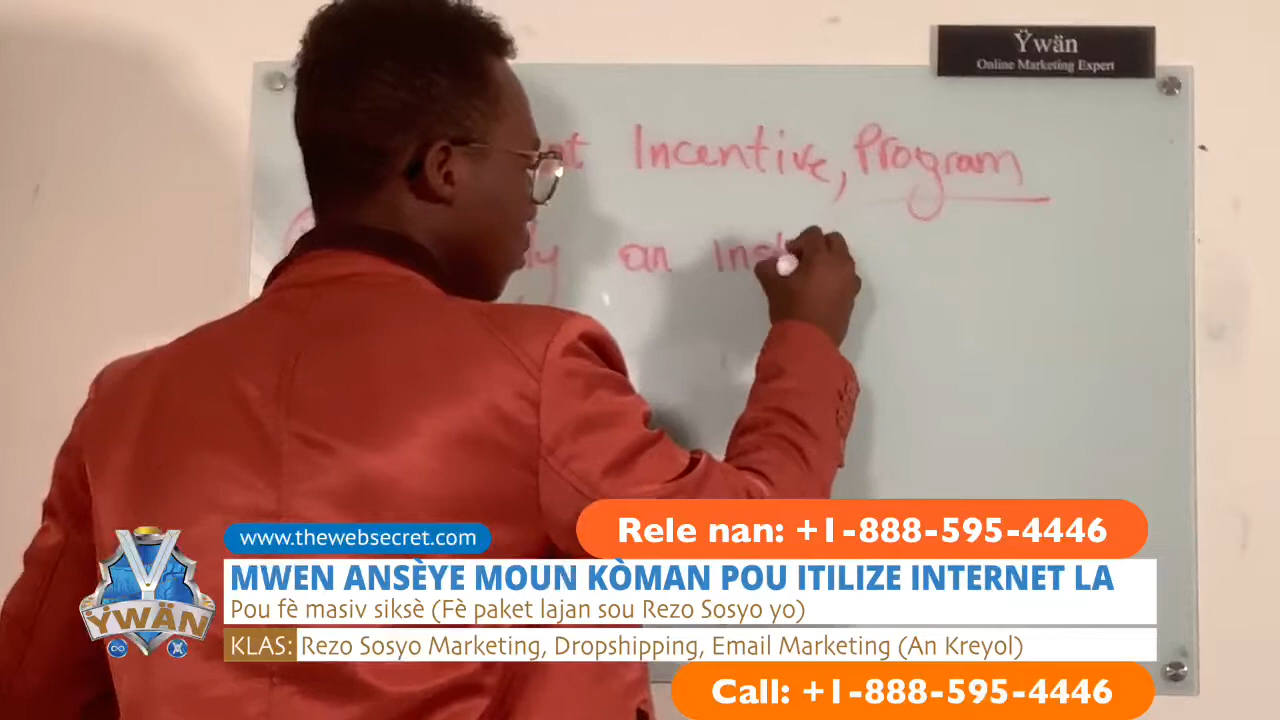 Ÿwän
Online Marketing Expert
Incentive, Program
an
www.thewebsecret.com
Rele nan: +1-888-595-4446
MWEN ANSÈYE MOUN KÒMAN POU ITILIZE INTERNET LA
Pou fè masiv siksè (Fè paket lajan sou Rezo Sosyo yo)
KLAS: Rezo Sosyo Marketing, Dropshipping, Email Marketing (An Kreyol)
Call: +1-888-595-4446
ŸWÄN